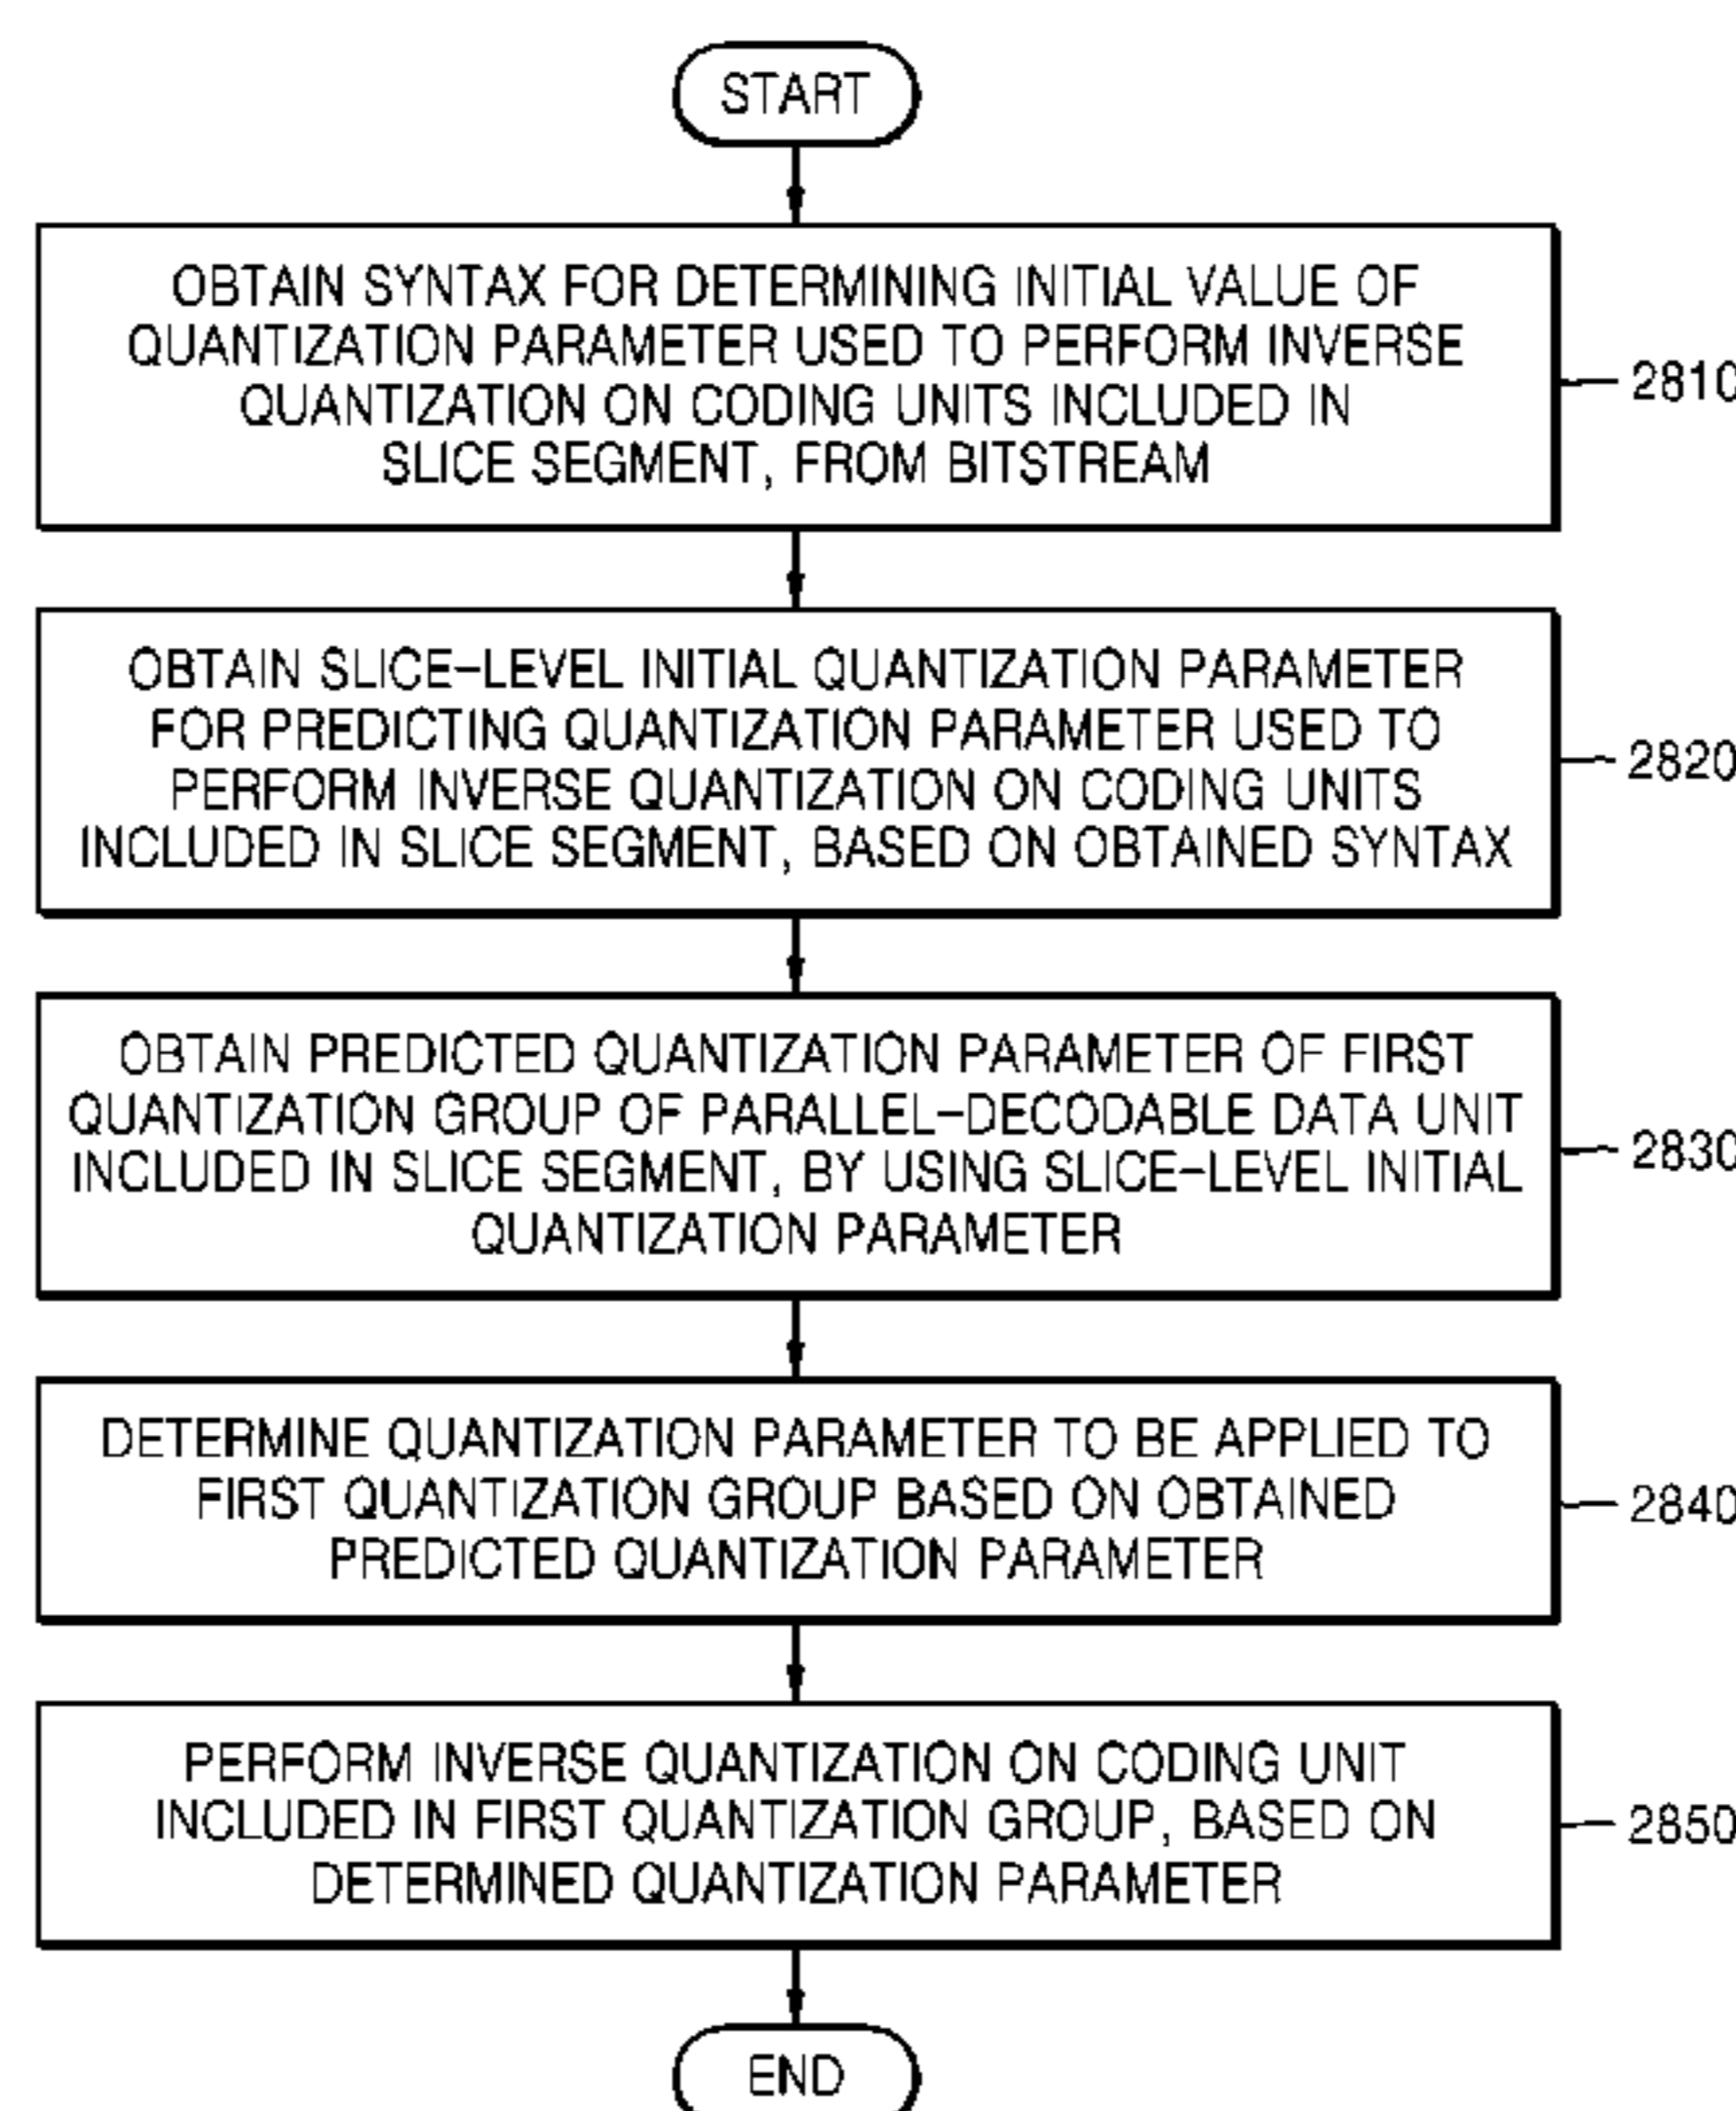 START
OBTAIN SYNTAX FOR DETERMINING INITIAL VALUE OF
QUANTIZATION PARAMETER USED TO PERFORM INVERSE
QUANTIZATION ON CODING UNITS INCLUDED IN
SLICE SEGMENT, FROM BITSTREAM
2810
OBTAIN SLICE-LEVEL INITIAL QUANTIZATION PARAMETER
FOR PREDICTING QUANTIZATION PARAMETER USED TO
PERFORM INVERSE QUANTIZATION ON CODING UNITS
INCLUDED IN SLICE SEGMENT, BASED ON OBTAINED SYNTAX
2820
OBTAIN PREDICTED QUANTIZATION PARAMETER OF FIRST
QUANTIZATION GROUP OF PARALLEL-DECODABLE DATA UNIT
INCLUDED IN SLICE SEGMENT, BY USING SLICE-LEVEL INITIAL
QUANTIZATION PARAMETER
2830
DETERMINE QUANTIZATION PARAMETER TO BE APPLIED TO
FIRST QUANTIZATION GROUP BASED ON OBTAINED
PREDICTED QUANTIZATION PARAMETER
2840
PERFORM INVERSE QUANTIZATION ON CODING UNIT
INCLUDED IN FIRST QUANTIZATION GROUP, BASED ON
DETERMINED QUANTIZATION PARAMETER
2850
END